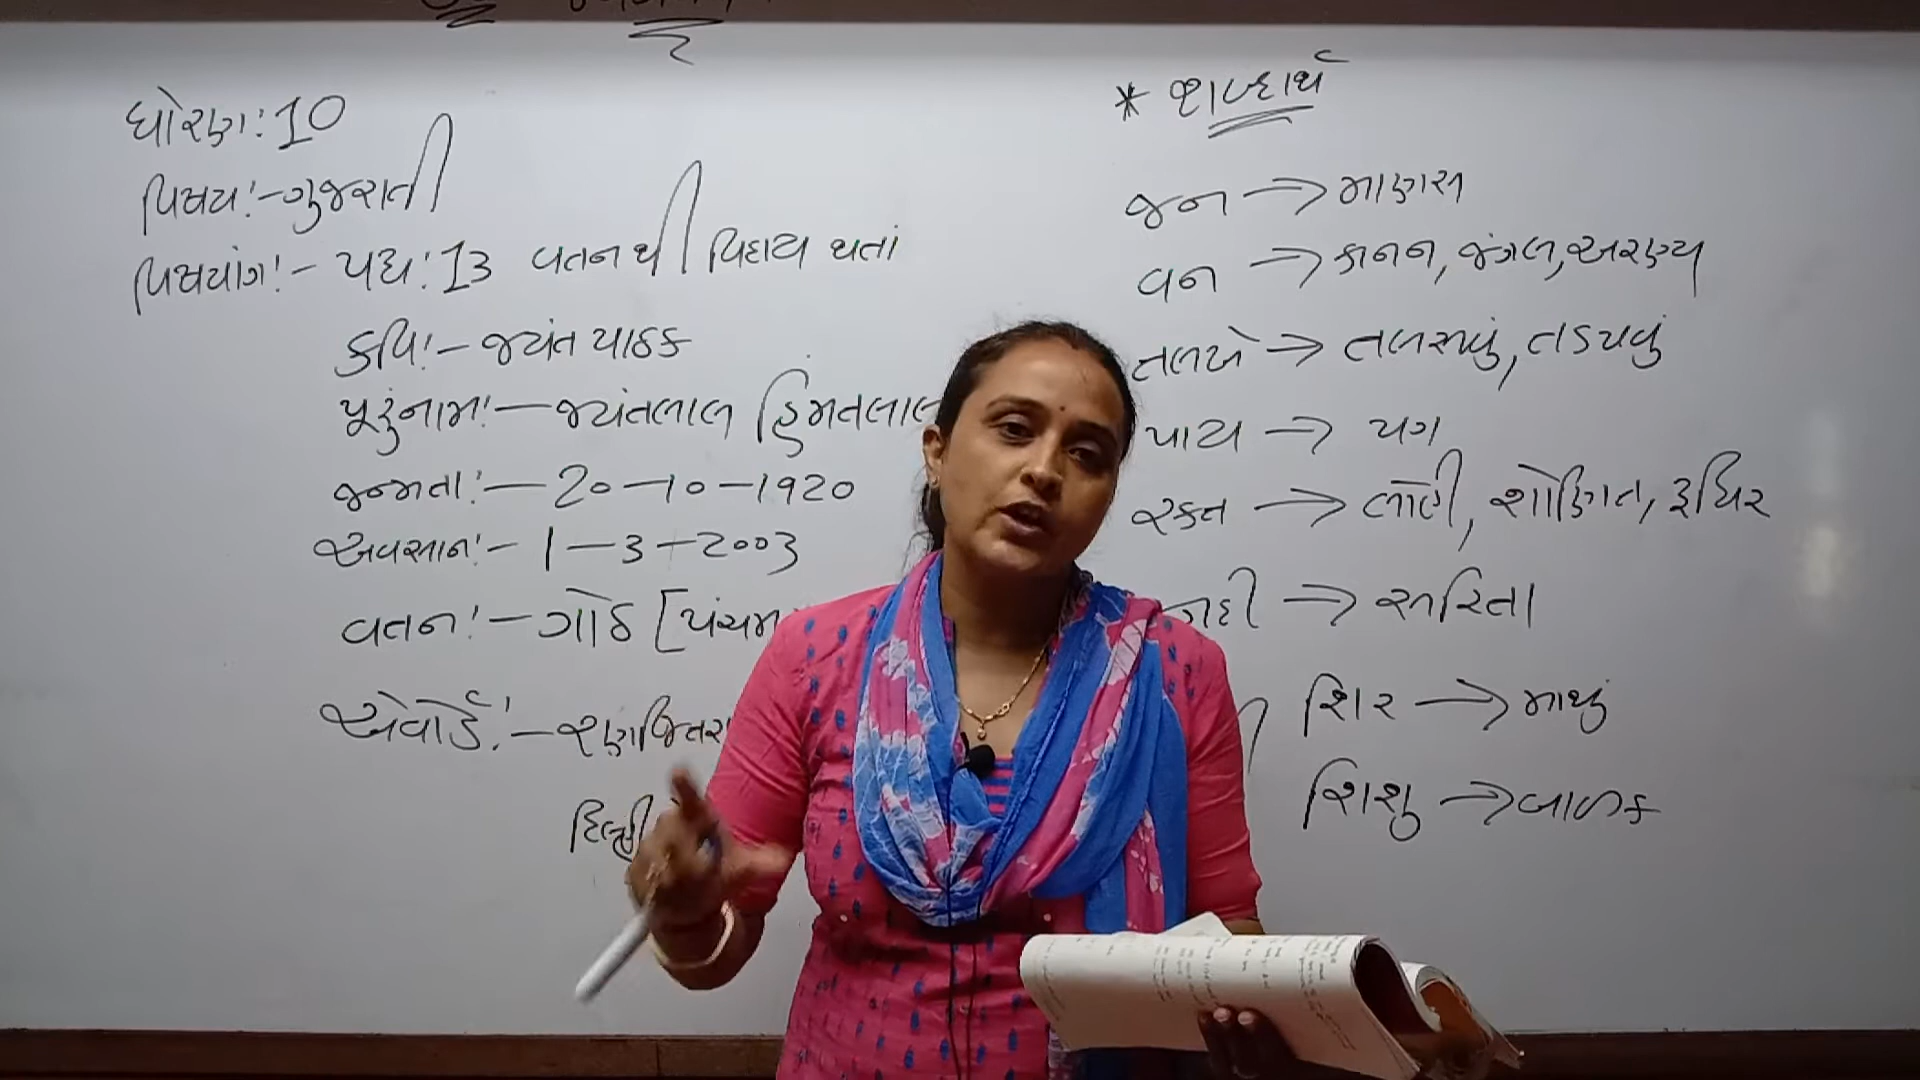 ધોરણ:10
વિષય:-ગુજરાતી
વિષયાંગ:- પદ્ય:13 વતનથી વિદાય થતાં
કવિ:- જયંત પાઠક
પૂરુંનામ:- જયંતલાલ હિંમતલાલ
જન્મતા:- 20-10-1920
અવસાન:- 1-3-2003
વતન:- ગોઠ [પંચમ
એવોર્ડ:- રણજિતરા
દિલ્હી
* શબ્દાર્થ
જન → માણસ
વન → કાનન, જંગલ, અરણ્ય
તલખે → તલસવું, તડપવું
પાય → પગ
રકત → લોહી, શોણિત, રૂધિર
નદી → સરિતા
શિર → માથું
શિશુ → બાળક